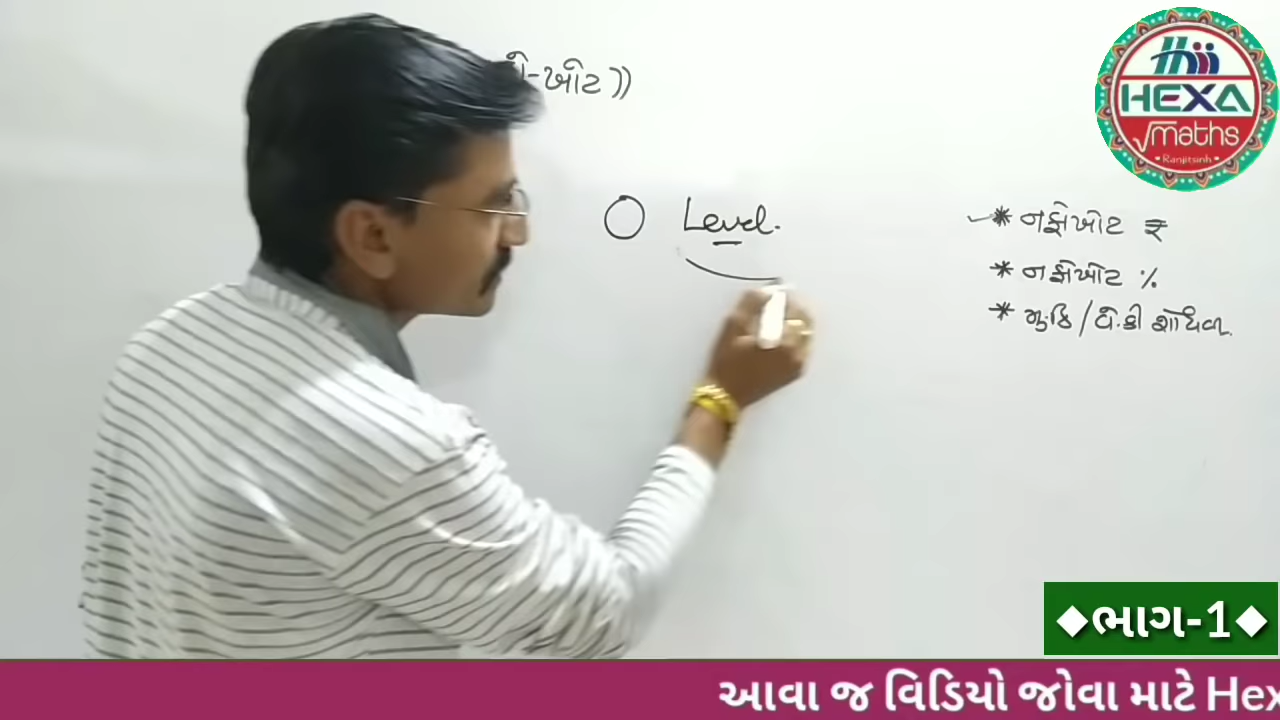 -ખોટ ))
Level.
* નફોખોટ ₹
* નફોખોટ %
* મુ.કિં / વે.કિં શોધવા.
HEXA
√maths
• Ranjitsinh •
◆ભાગ-1◆
આવા જ વિડિયો જોવા માટે Hex